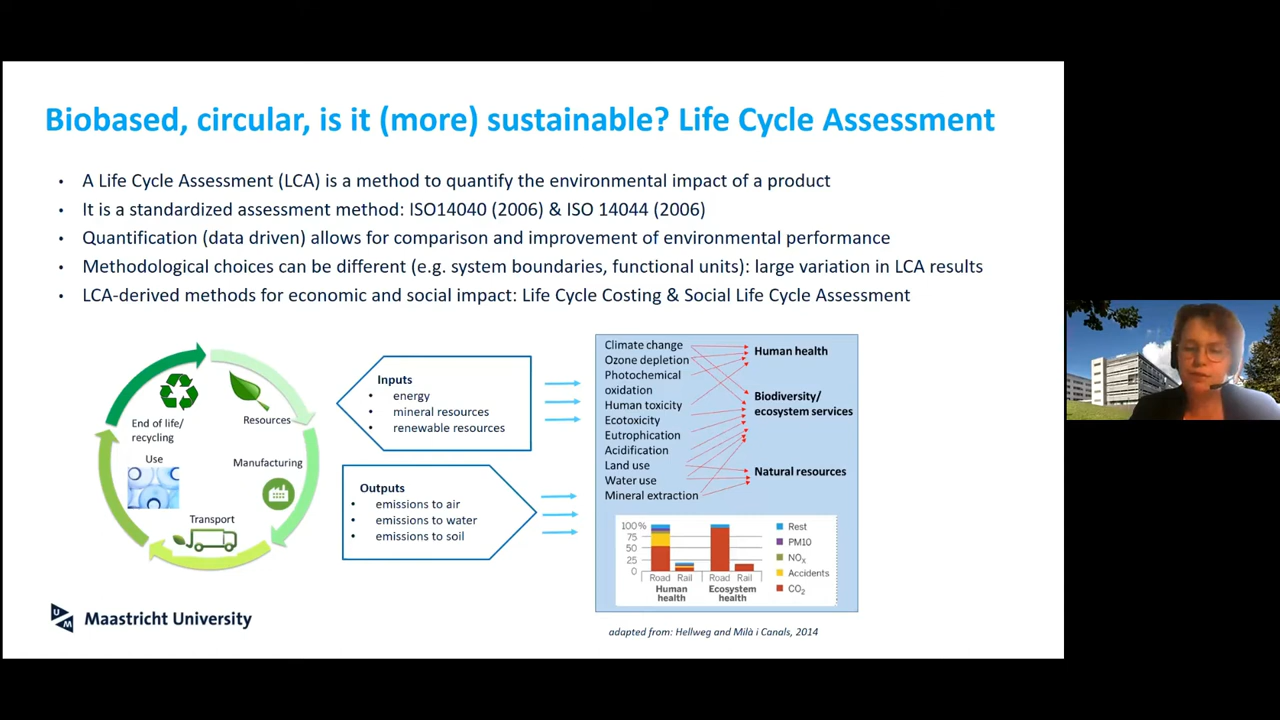 Biobased, circular, is it (more) sustainable? Life Cycle Assessment
• A Life Cycle Assessment (LCA) is a method to quantify the environmental impact of a product
• It is a standardized assessment method: ISO14040 (2006) & ISO 14044 (2006)
• Quantification (data driven) allows for comparison and improvement of environmental performance
• Methodological choices can be different (e.g. system boundaries, functional units): large variation in LCA results
• LCA-derived methods for economic and social impact: Life Cycle Costing & Social Life Cycle Assessment
End of life/
recycling
Resources
Use
Manufacturing
Transport
Inputs
• energy
• mineral resources
• renewable resources
Outputs
• emissions to air
• emissions to water
• emissions to soil
Climate change
Ozone depletion
Photochemical
oxidation
Human toxicity
Ecotoxicity
Eutrophication
Acidification
Land use
Water use
Mineral extraction
Human health
Biodiversity/
ecosystem services
Natural resources
100%
75
50
25
0
Road Rail Road Rail
Human
health
Ecosystem
health
Rest
PM10
NOx
Accidents
CO2
UM
Maastricht University
adapted from: Hellweg and Milà i Canals, 2014